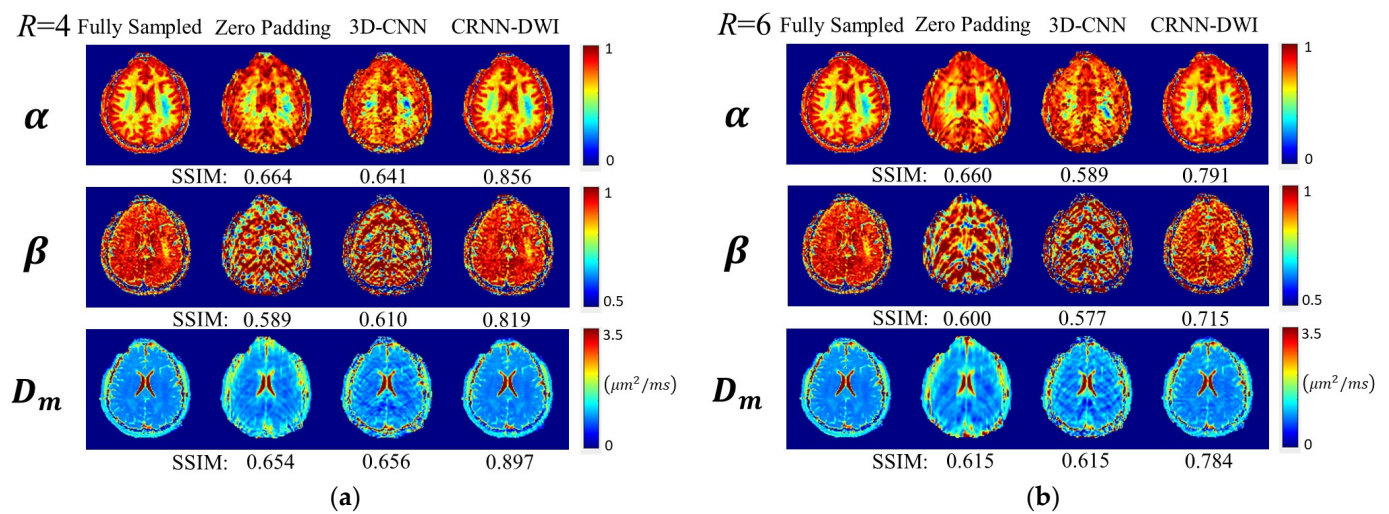 R=4 Fully Sampled Zero Padding 3D-CNN CRNN-DWI
α
1
0
SSIM: 0.664 0.641 0.856
β
1
0.5
SSIM: 0.589 0.610 0.819
Dm
3.5
(μm²/ms)
0
SSIM: 0.654 0.656 0.897
(a)
R=6 Fully Sampled Zero Padding 3D-CNN CRNN-DWI
α
1
0
SSIM: 0.660 0.589 0.791
β
1
0.5
SSIM: 0.600 0.577 0.715
Dm
3.5
(μm²/ms)
0
SSIM: 0.615 0.615 0.784
(b)